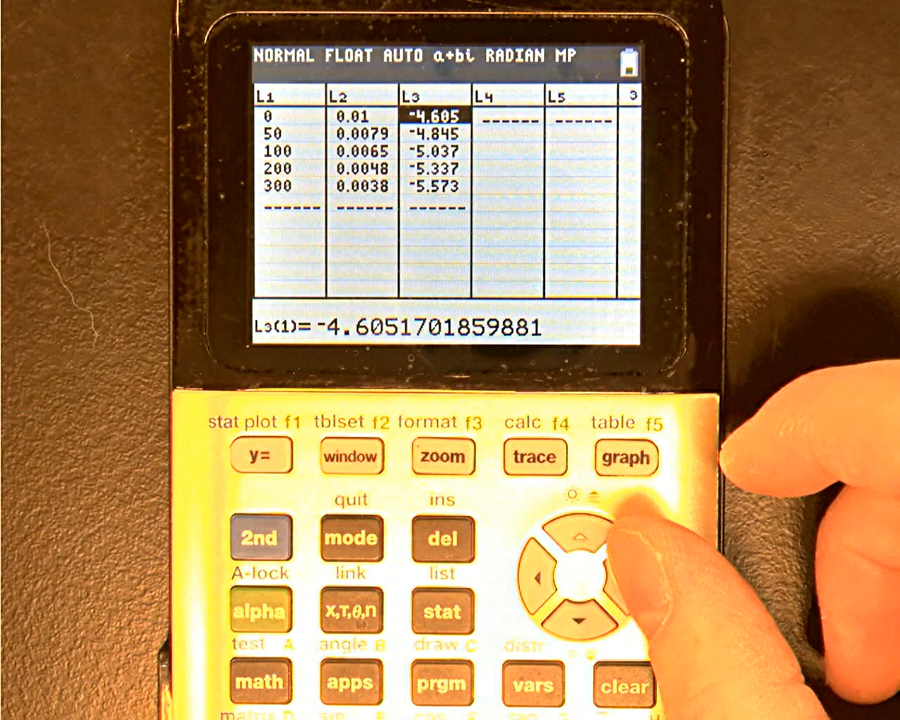 NORMAL FLOAT AUTO a+bi RADIAN MP
L1 L2 L3 L4 L5 3
0 0.01 -4.605 ------ ------
50 0.0079 -4.845
100 0.0065 -5.037
200 0.0048 -5.337
300 0.0038 -5.573
------ ------ ------
L3(1)= -4.6051701859881
stat plot f1 tblset f2 format f3 calc f4 table f5
y= window zoom trace graph
quit ins
2nd mode del
A-lock link list
alpha X,T,θ,n stat
test A angle B draw C distr
math apps prgm vars clear
matrix D